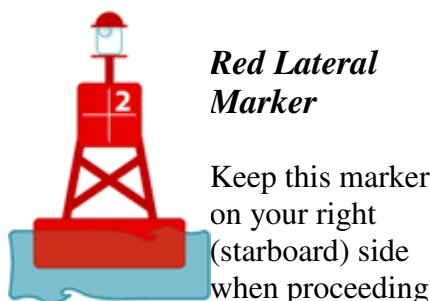 2
Red Lateral
Marker
Keep this marker
on your right
(starboard) side
when proceeding